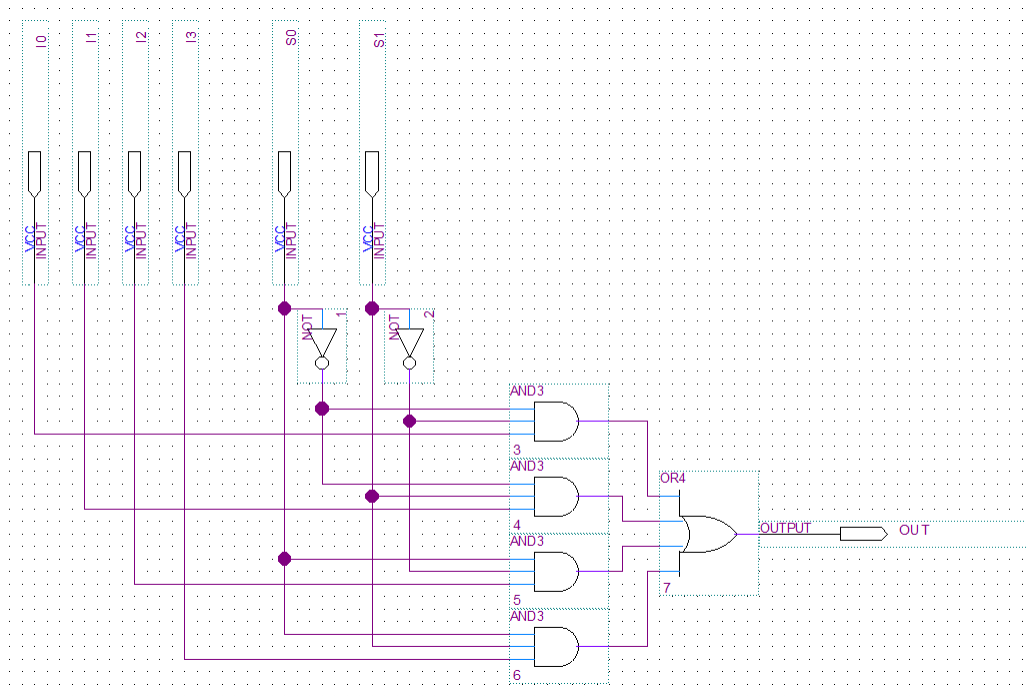 I0
I1
I2
I3
S0
S1
VCC
INPUT
VCC
INPUT
VCC
INPUT
VCC
INPUT
VCC
INPUT
VCC
INPUT
NOT
1
NOT
2
AND3
3
AND3
4
AND3
5
AND3
6
OR4
7
OUTPUT
OUT